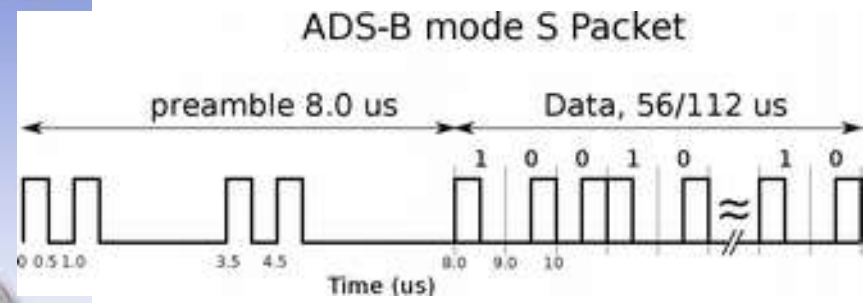 ADS-B mode S Packet
preamble 8.0 us Data, 56/112 us
1 0 0 1 0 1 0
≈
0 0.5 1.0 3.5 4.5 8.0 9.0 10
Time (us)